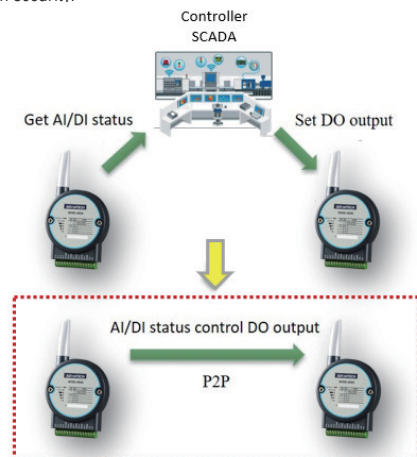 Controller
SCADA
Get AI/DI status
Set DO output
AI/DI status control DO output
P2P